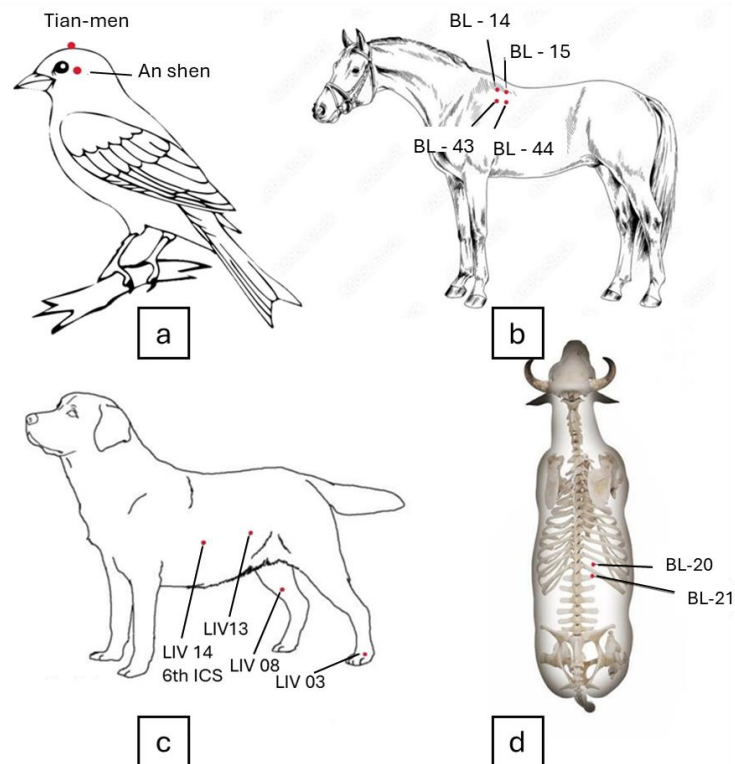 Tian-men
An shen
a
BL - 14
BL - 15
BL - 43
BL - 44
b
LIV 14
6th ICS
LIV13
LIV 08
LIV 03
c
BL-20
BL-21
d